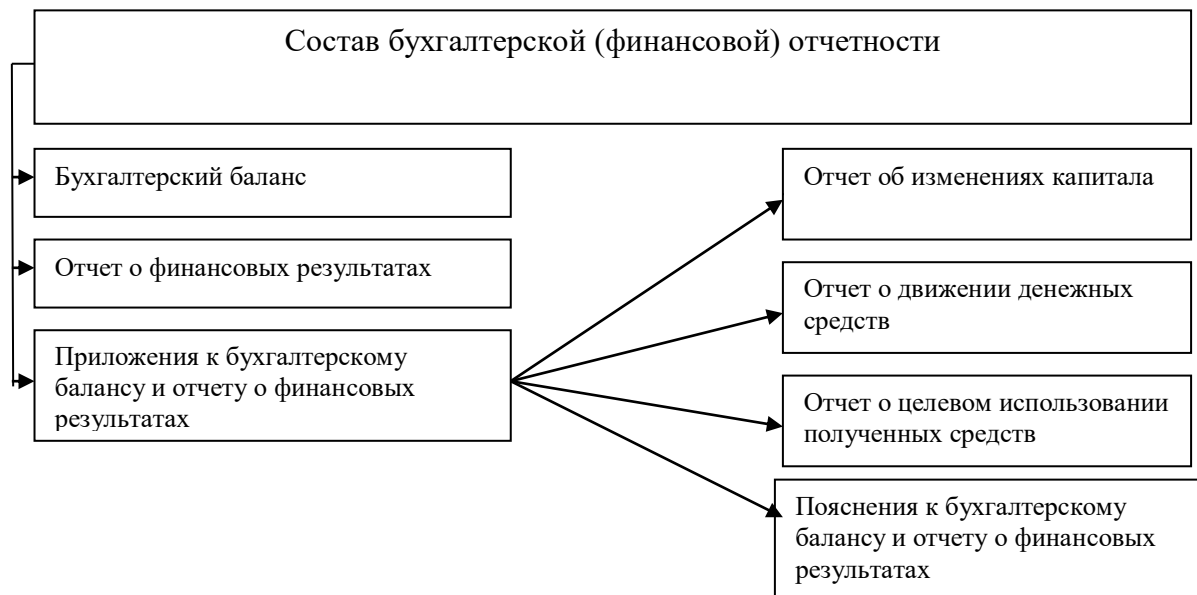 Состав бухгалтерской (финансовой) отчетности
Бухгалтерский баланс
Отчет о финансовых результатах
Приложения к бухгалтерскому
балансу и отчету о финансовых
результатах
Отчет об изменениях капитала
Отчет о движении денежных
средств
Отчет о целевом использовании
полученных средств
Пояснения к бухгалтерскому
балансу и отчету о финансовых
результатах